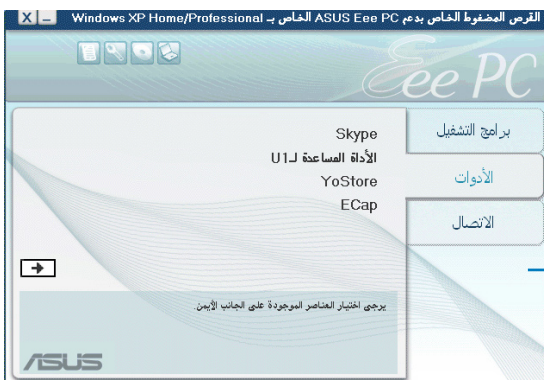 القرص المضغوط الخاص بدعم ASUS Eee PC الخاص بـ Windows XP Home/Professional
Eee PC
برامج التشغيل
الأدوات
الاتصال
Skype
الأداة المساعدة لـU1
YoStore
ECap
يرجى اختيار العناصر الموجودة على الجانب الأيمن.
ASUS